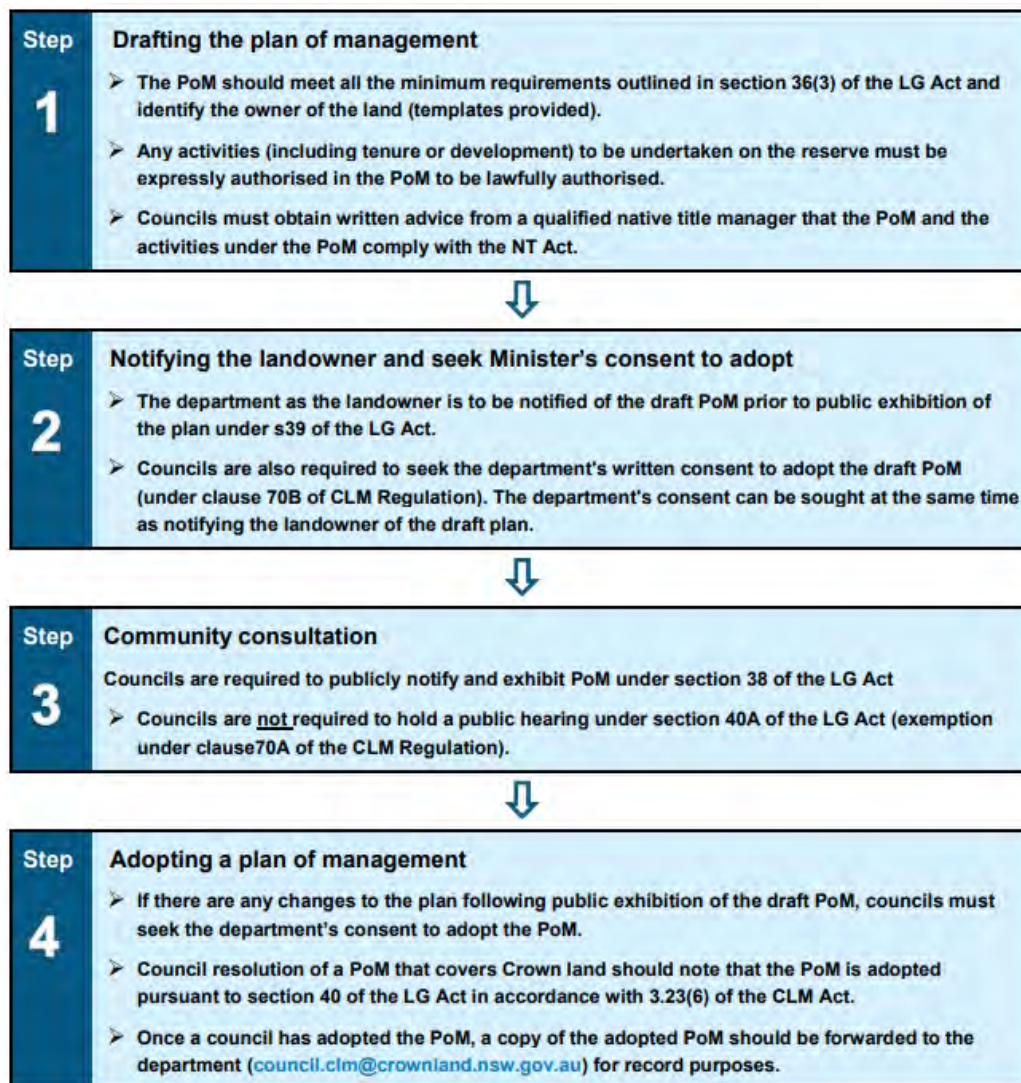 Step
1
Drafting the plan of management
➢ The PoM should meet all the minimum requirements outlined in section 36(3) of the LG Act and
identify the owner of the land (templates provided).
➢ Any activities (including tenure or development) to be undertaken on the reserve must be
expressly authorised in the PoM to be lawfully authorised.
➢ Councils must obtain written advice from a qualified native title manager that the PoM and the
activities under the PoM comply with the NT Act.
Step
2
Notifying the landowner and seek Minister's consent to adopt
➢ The department as the landowner is to be notified of the draft PoM prior to public exhibition of
the plan under s39 of the LG Act.
➢ Councils are also required to seek the department's written consent to adopt the draft PoM
(under clause 70B of CLM Regulation). The department's consent can be sought at the same time
as notifying the landowner of the draft plan.
Step
3
Community consultation
Councils are required to publicly notify and exhibit PoM under section 38 of the LG Act
➢ Councils are not required to hold a public hearing under section 40A of the LG Act (exemption
under clause70A of the CLM Regulation).
Step
4
Adopting a plan of management
➢ If there are any changes to the plan following public exhibition of the draft PoM, councils must
seek the department's consent to adopt the PoM.
➢ Council resolution of a PoM that covers Crown land should note that the PoM is adopted
pursuant to section 40 of the LG Act in accordance with 3.23(6) of the CLM Act.
➢ Once a council has adopted the PoM, a copy of the adopted PoM should be forwarded to the
department (council.clm@crownland.nsw.gov.au) for record purposes.